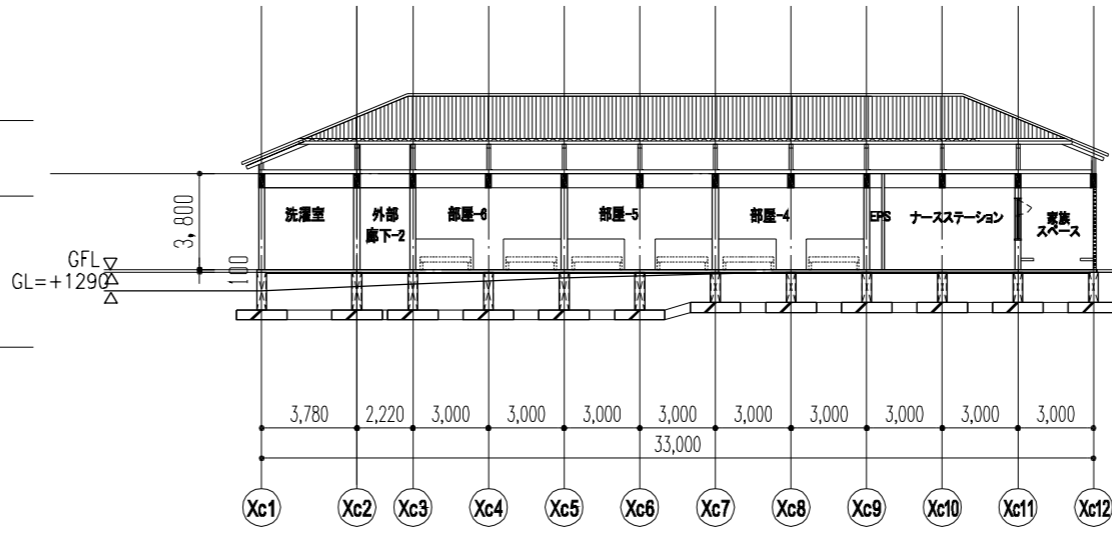 洗濯室
外部
廊下-2
部屋-6
部屋-5
部屋-4
EPS
ナースステーション
家族
スペース
3,800
100
GFL
GL=+1290
3,780 2,220 3,000 3,000 3,000 3,000 3,000 3,000 3,000 3,000 3,000
33,000
Xc1 Xc2 Xc3 Xc4 Xc5 Xc6 Xc7 Xc8 Xc9 Xc10 Xc11 Xc12